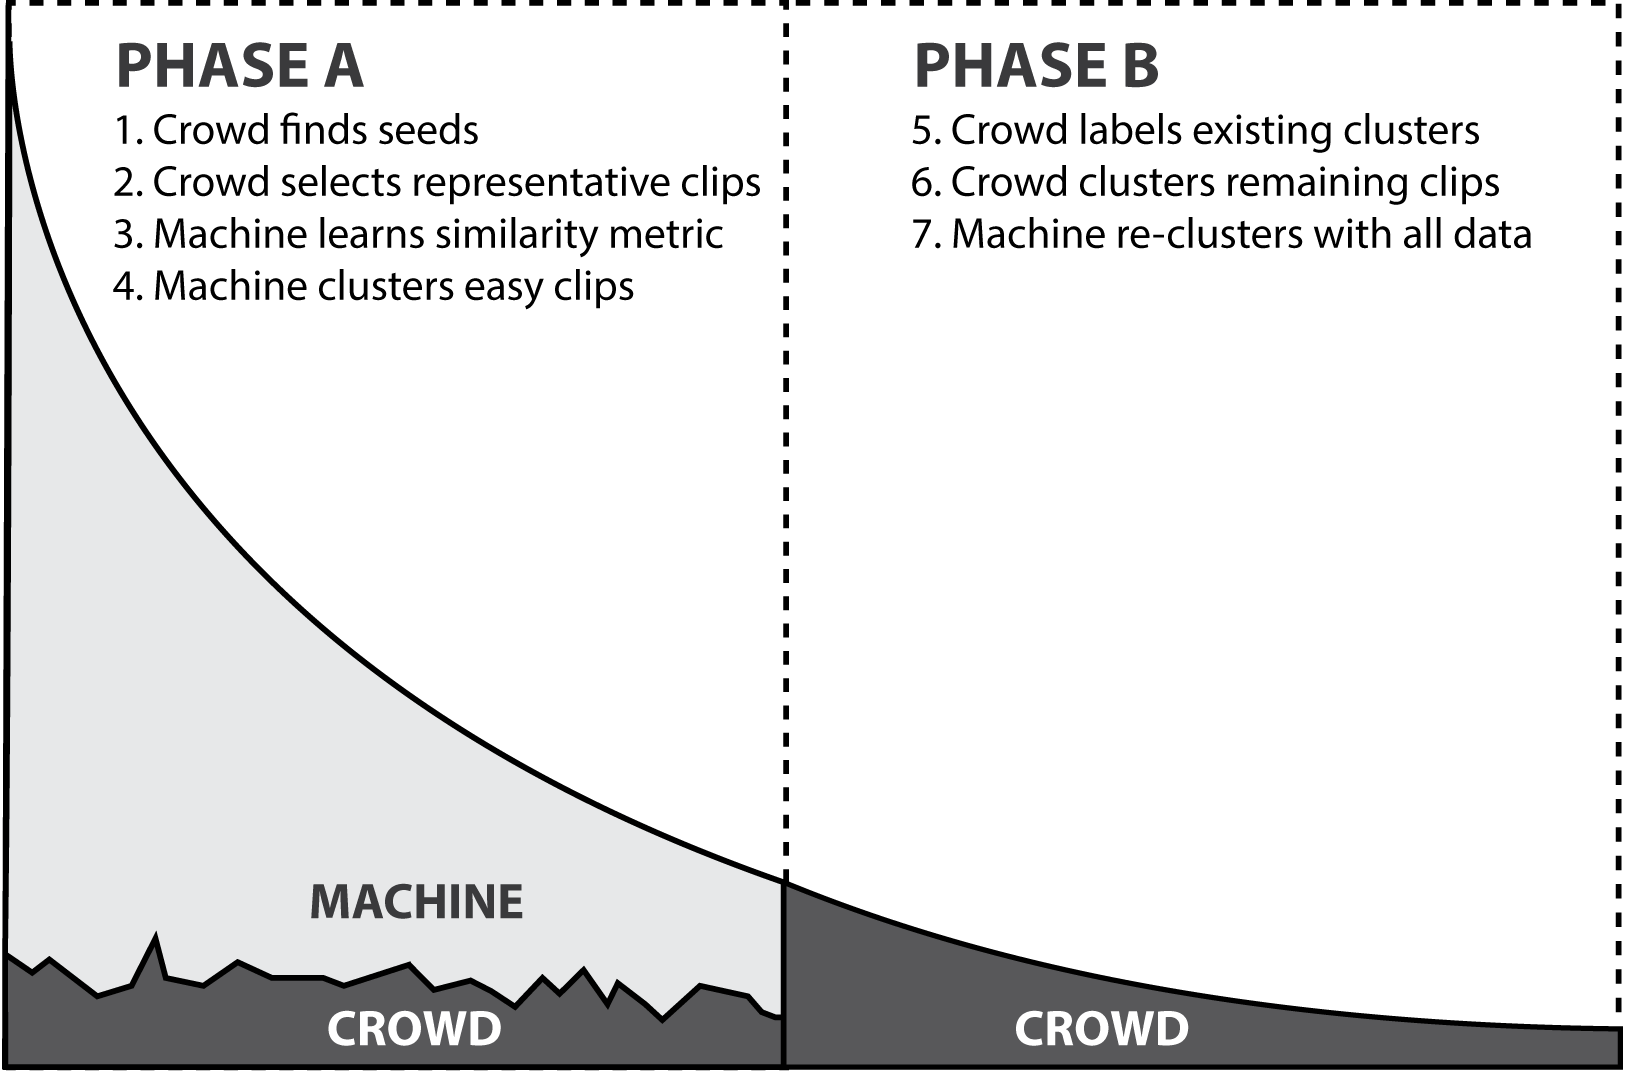 PHASE A
1. Crowd finds seeds
2. Crowd selects representative clips
3. Machine learns similarity metric
4. Machine clusters easy clips
PHASE B
5. Crowd labels existing clusters
6. Crowd clusters remaining clips
7. Machine re-clusters with all data
MACHINE
CROWD
CROWD